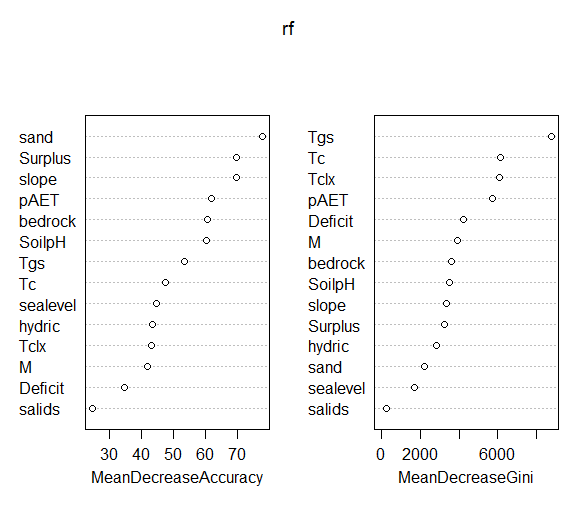 rf
sand
Surplus
slope
pAET
bedrock
SoilpH
Tgs
Tc
sealevel
hydric
Tclx
M
Deficit
salids
30 40 50 60 70
MeanDecreaseAccuracy
Tgs
Tc
Tclx
pAET
Deficit
M
bedrock
SoilpH
slope
Surplus
hydric
sand
sealevel
salids
0 2000 6000
MeanDecreaseGini